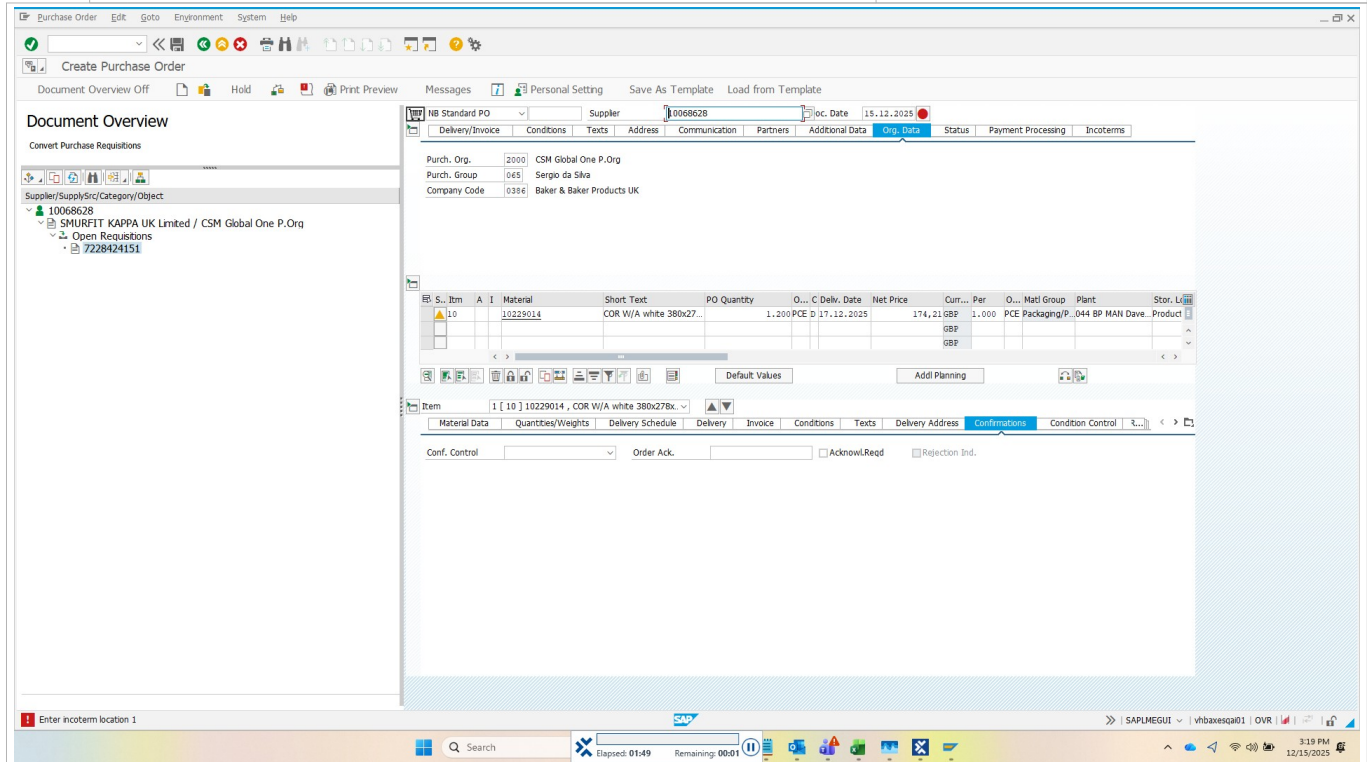 Purchase Order Edit Goto Environment System Help
Create Purchase Order
Document Overview Off Hold Print Preview Messages Personal Setting Save As Template Load from Template
Document Overview
Convert Purchase Requisitions
Supplier/SupplySrc/Category/Object
10068628
SMURFIT KAPPA UK Limited / CSM Global One P.Org
Open Requisitions
7228424151
NB Standard PO Supplier 10068628 oc. Date 15.12.2025
Delivery/Invoice Conditions Texts Address Communication Partners Additional Data Org. Data Status Payment Processing Incoterms
Purch. Org. 2000 CSM Global One P.Org
Purch. Group 065 Sergio da Silva
Company Code 0386 Baker & Baker Products UK
S.. Itm A I Material Short Text PO Quantity O... C Deliv. Date Net Price Curr... Per O... Matl Group Plant Stor. Lo
10 10229014 COR W/A white 380x27... 1.200 PCE D 17.12.2025 174,21 GBP 1.000 PCE Packaging/P... 044 BP MAN Dave... Product
GBP
GBP
Default Values Addl Planning
Item 1 [ 10 ] 10229014 , COR W/A white 380x278x..
Material Data Quantities/Weights Delivery Schedule Delivery Invoice Conditions Texts Delivery Address Confirmations Condition Control R...
Conf. Control Order Ack. Acknowl.Reqd Rejection Ind.
Enter incoterm location 1 SAP SAPLMEGUI vhbaxesqai01 OVR
Search Elapsed: 01:49 Remaining: 00:01 3:19 PM
12/15/2025